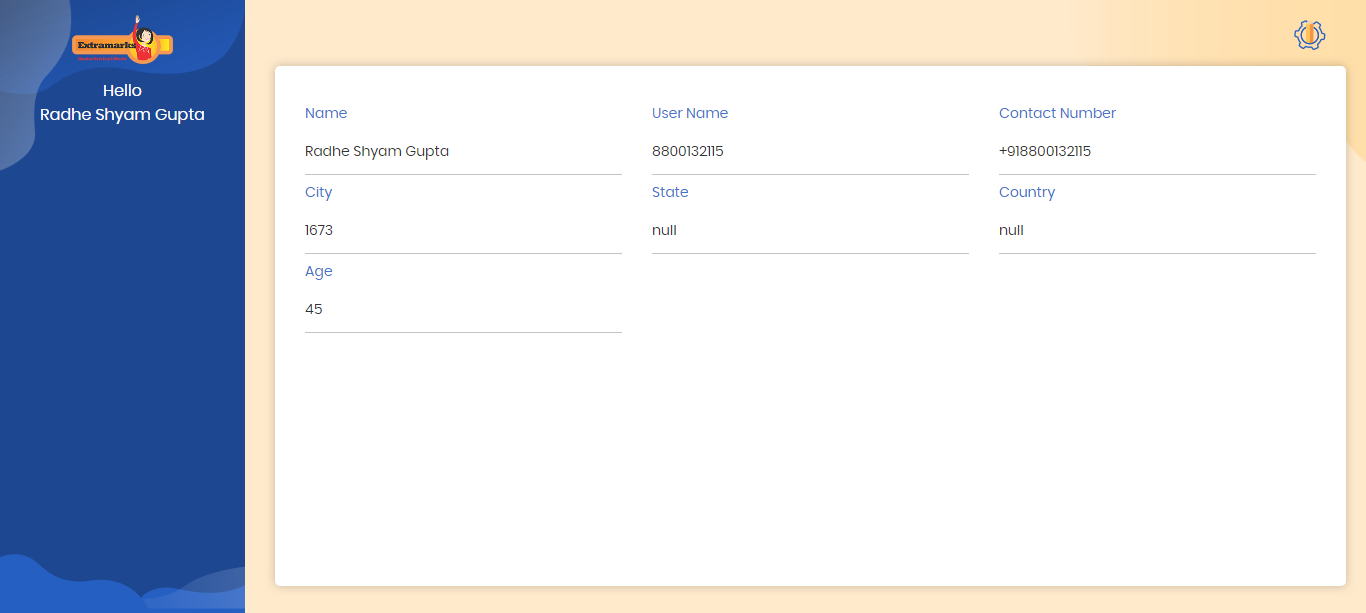 Extramarks
Hello
Radhe Shyam Gupta
Name
User Name
Contact Number
Radhe Shyam Gupta
8800132115
+918800132115
City
State
Country
1673
null
null
Age
45